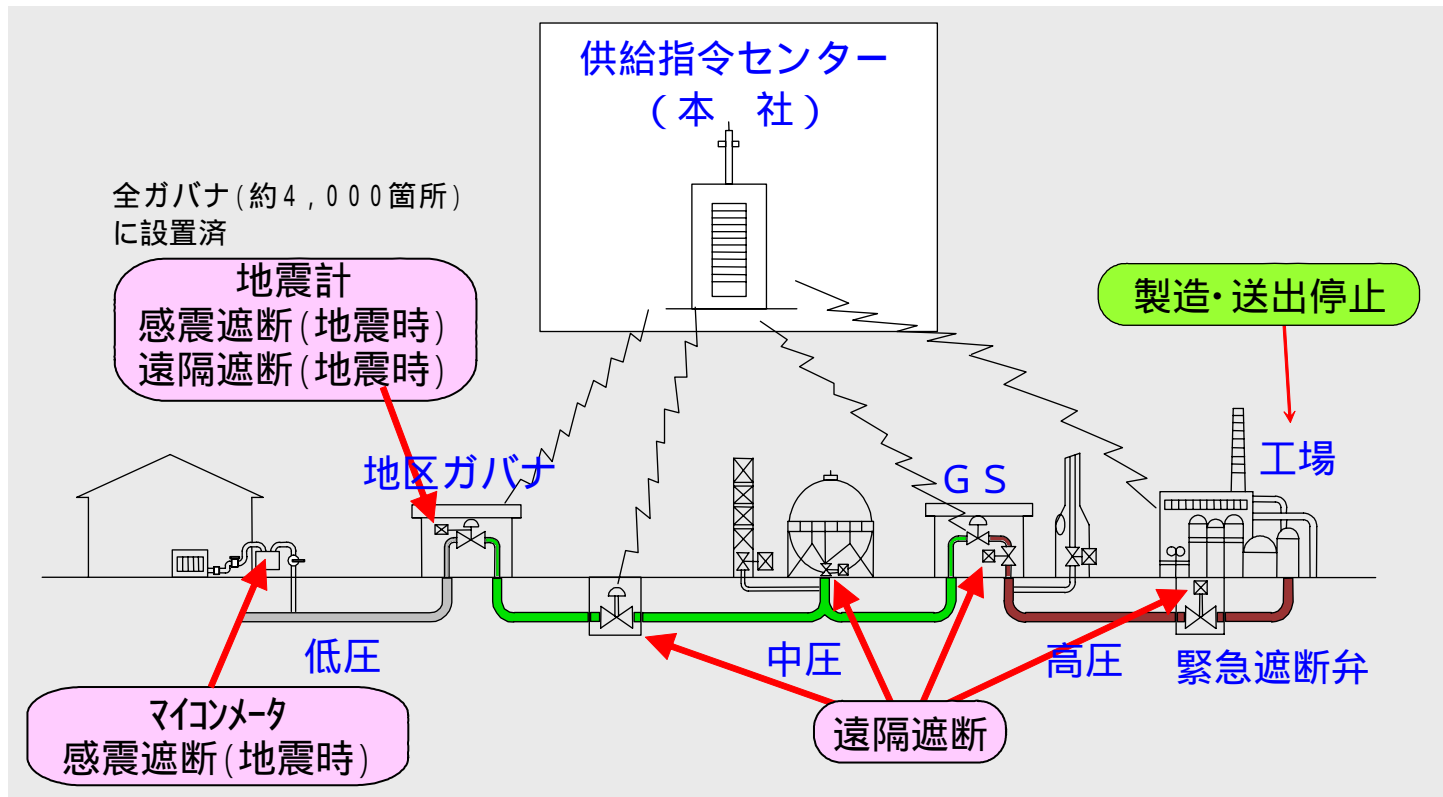 供給指令センター
(本 社)
全ガバナ(約4,000箇所)
に設置済
地震計
感震遮断(地震時)
遠隔遮断(地震時)
製造・送出停止
地区ガバナ
GS
工場
低圧
中圧
高圧
緊急遮断弁
マイコンメータ
感震遮断(地震時)
遠隔遮断